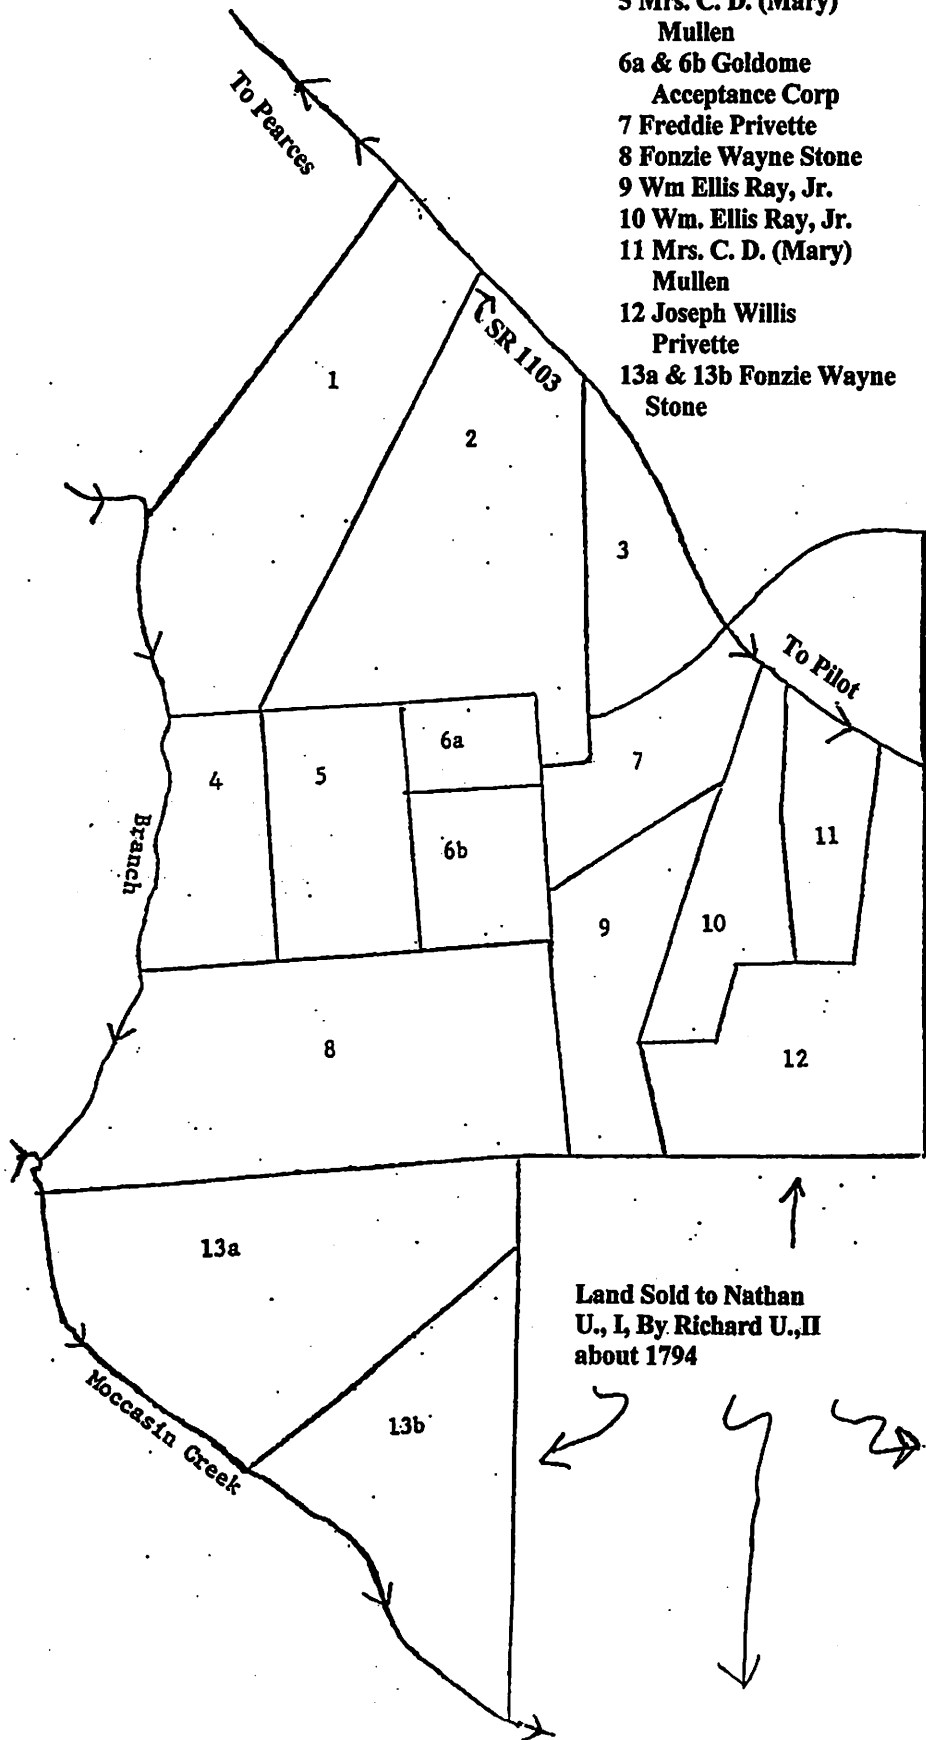 5 Mrs. C. D. (Mary)
Mullen
6a & 6b Goldome
Acceptance Corp
7 Freddie Privette
8 Fonzie Wayne Stone
9 Wm Ellis Ray, Jr.
10 Wm. Ellis Ray, Jr.
11 Mrs. C. D. (Mary)
Mullen
12 Joseph Willis
Privette
13a & 13b Fonzie Wayne
Stone
To Pearces
SR 1103
1
2
3
To Pilot
4
5
6a
6b
7
Branch
9
10
11
8
12
13a
Land Sold to Nathan
U., I, By Richard U.,II
about 1794
Moccasin Creek
13b